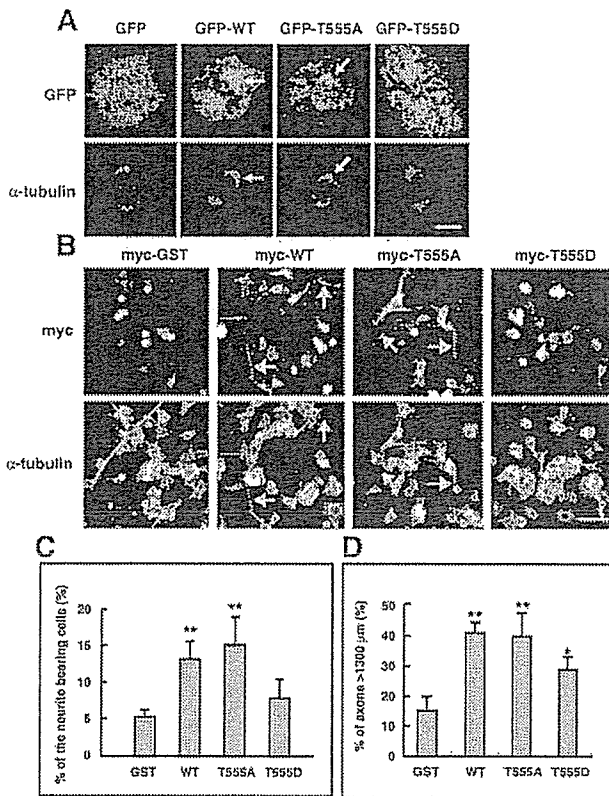 A
GFP GFP-WT GFP-T555A GFP-T555D
GFP
α-tubulin
B
myc-GST myc-WT myc-T555A myc-T555D
myc
α-tubulin
C
% of the neurite bearing cells (%)
20
15
10
5
0
** **
GST WT T555A T555D
D
% of axons >1300 μm (%)
50
40
30
20
10
0
** ** *
GST WT T555A T555D